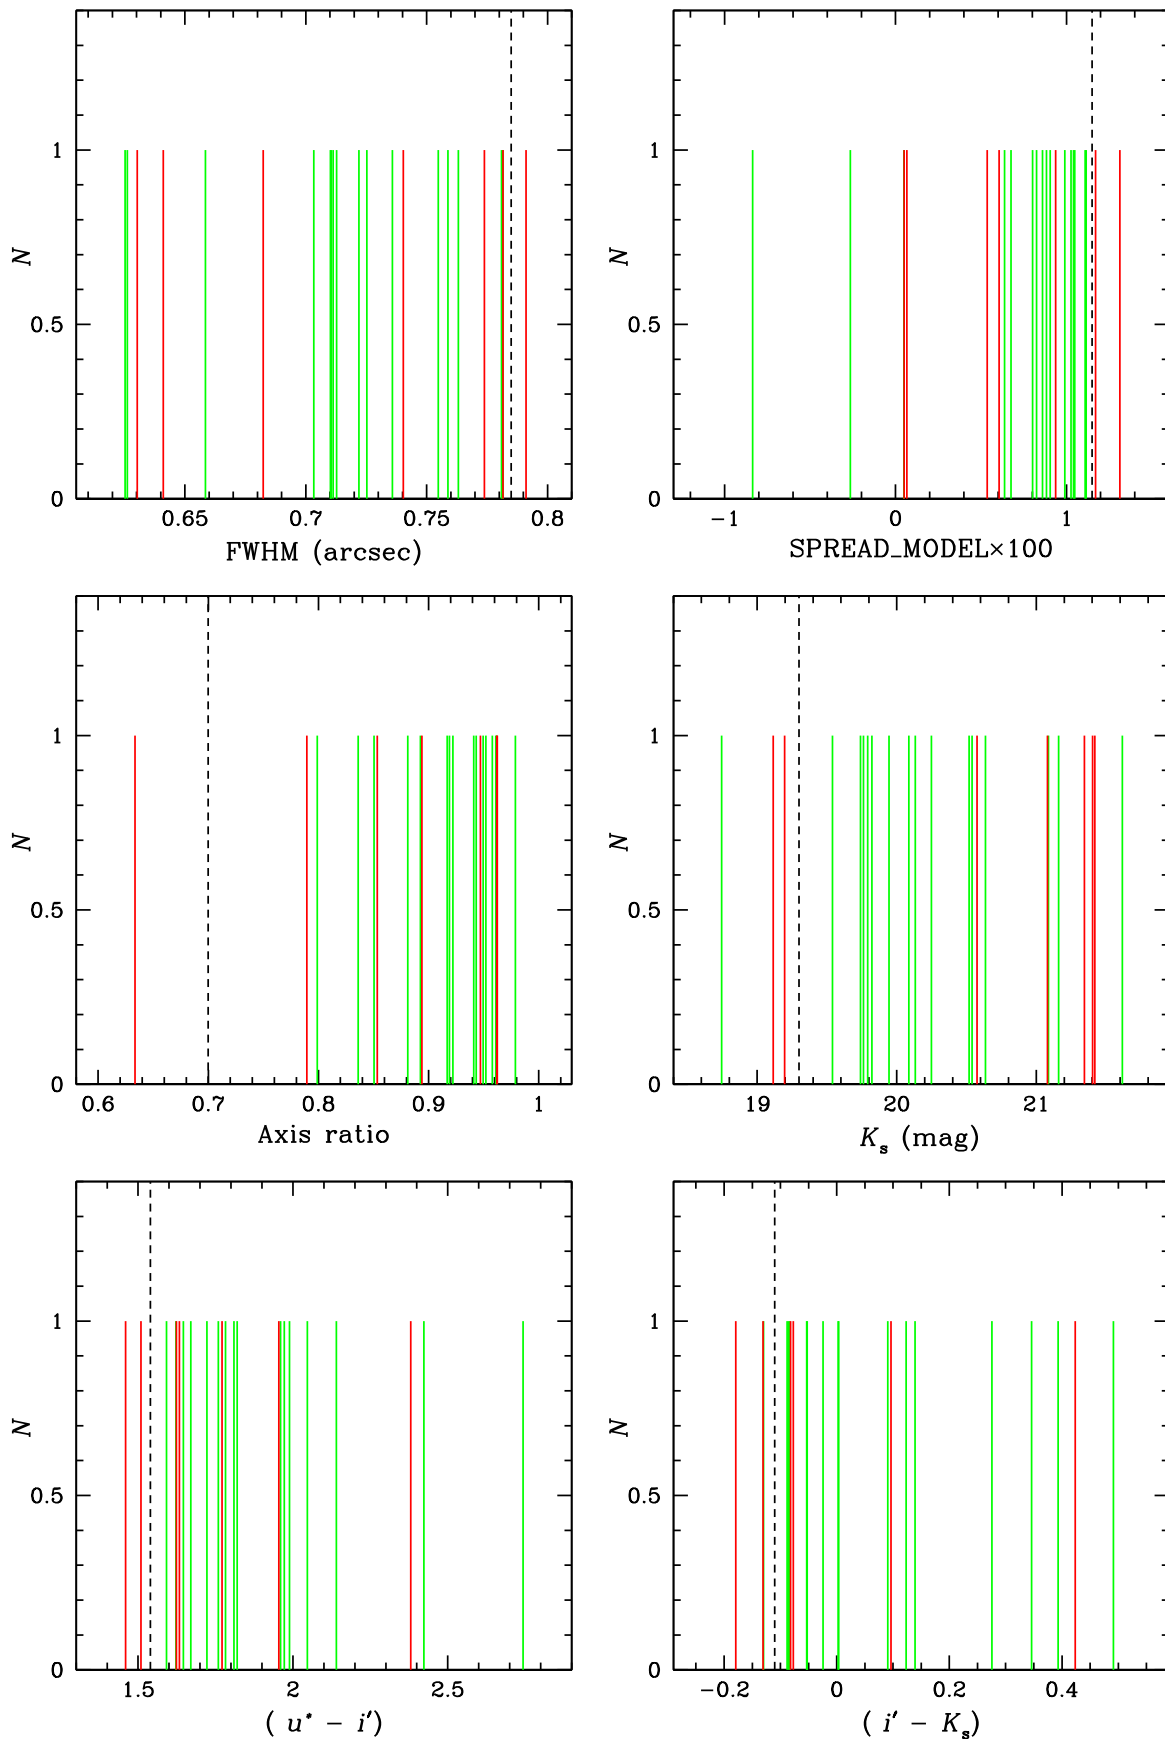 1
0.5
0
N
0.65 0.7 0.75 0.8
FWHM (arcsec)
1
0.5
0
N
−1 0 1
SPREAD_MODEL×100
1
0.5
0
N
0.6 0.7 0.8 0.9 1
Axis ratio
1
0.5
0
N
19 20 21
Ks (mag)
1
0.5
0
N
1.5 2 2.5
( u* − i′)
1
0.5
0
N
−0.2 0 0.2 0.4
( i′ − Ks)